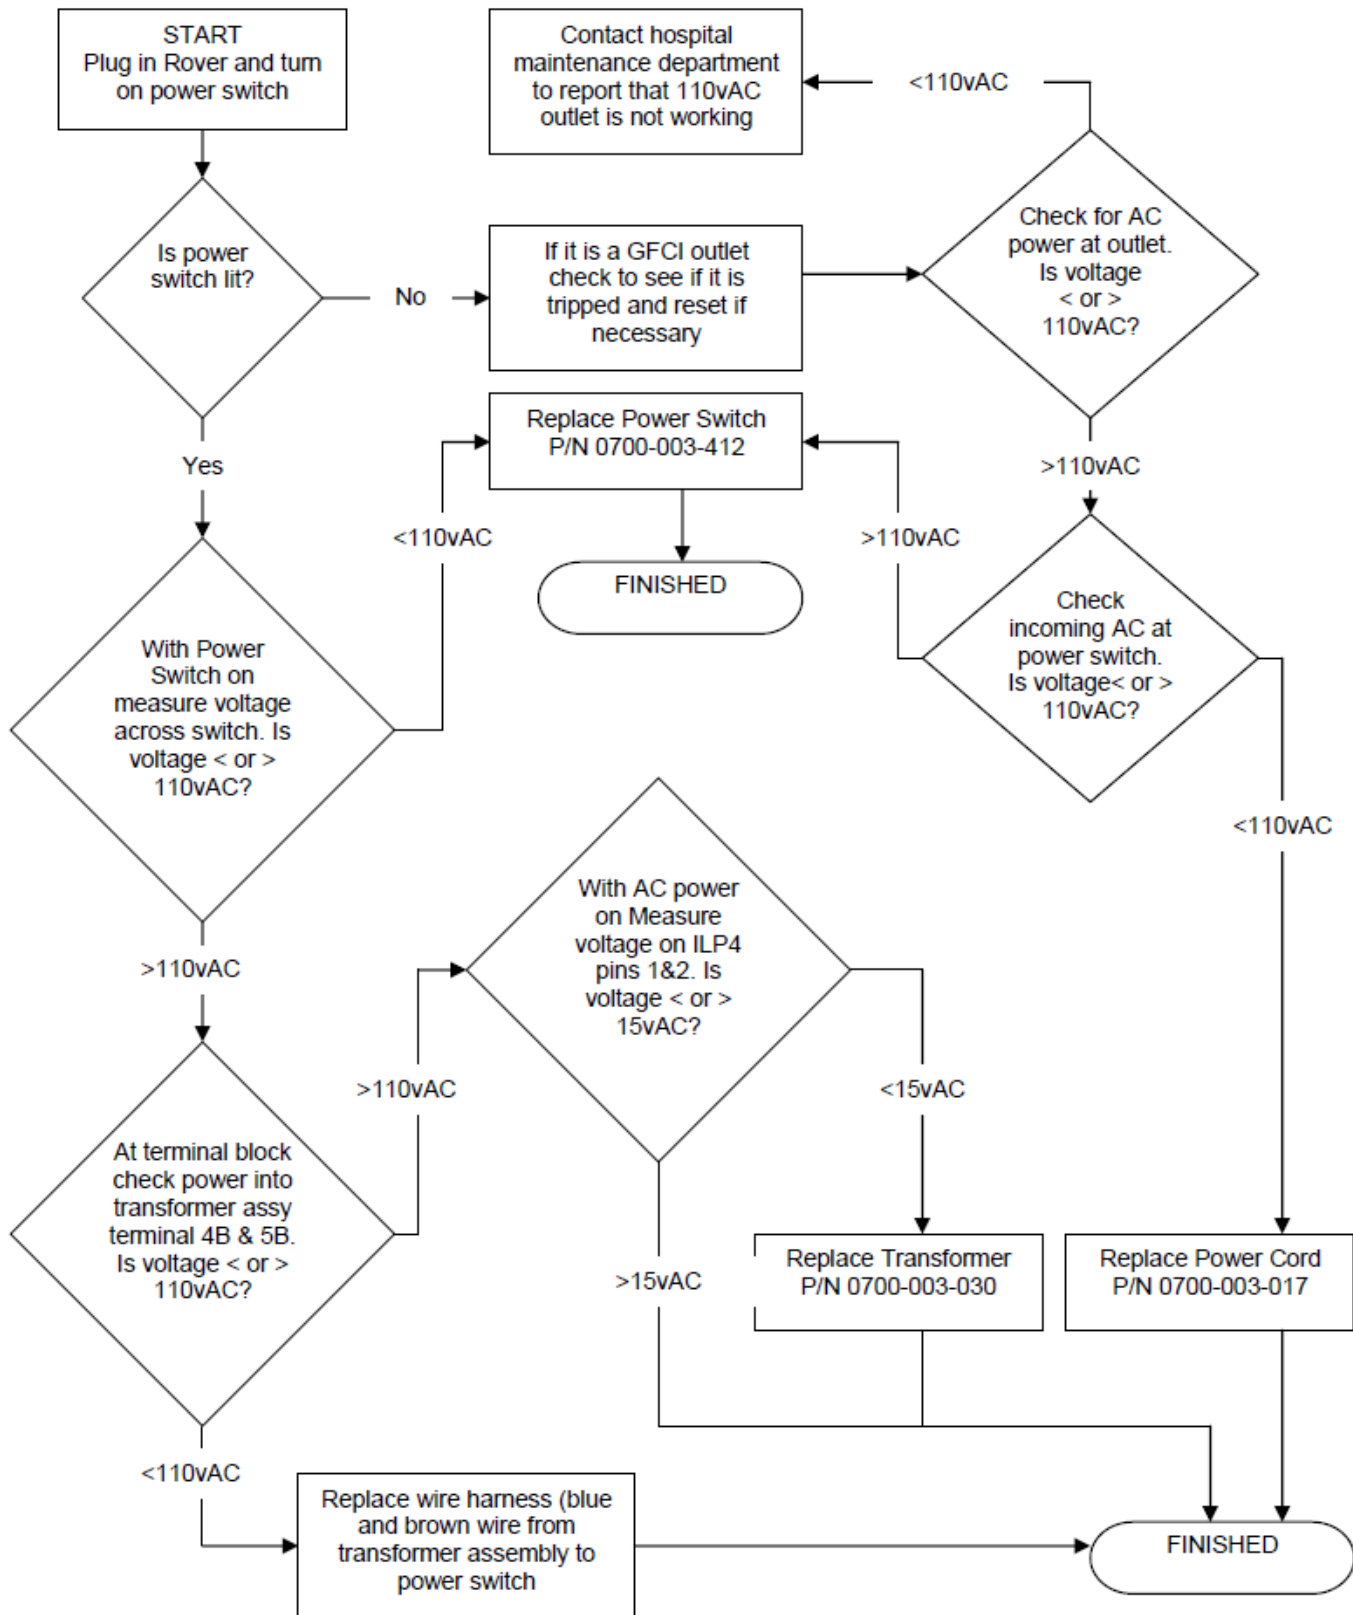 START
Plug in Rover and turn
on power switch
Contact hospital
maintenance department
to report that 110vAC
outlet is not working
<110vAC
Is power
switch lit?
No
If it is a GFCI outlet
check to see if it is
tripped and reset if
necessary
Check for AC
power at outlet.
Is voltage
< or >
110vAC?
Yes
Replace Power Switch
P/N 0700-003-412
>110vAC
<110vAC
>110vAC
FINISHED
With Power
Switch on
measure voltage
across switch. Is
voltage < or >
110vAC?
Check
incoming AC at
power switch.
Is voltage< or >
110vAC?
<110vAC
>110vAC
With AC power
on Measure
voltage on ILP4
pins 1&2. Is
voltage < or >
15vAC?
>110vAC
<15vAC
At terminal block
check power into
transformer assy
terminal 4B & 5B.
Is voltage < or >
110vAC?
>15vAC
Replace Transformer
P/N 0700-003-030
Replace Power Cord
P/N 0700-003-017
<110vAC
Replace wire harness (blue
and brown wire from
transformer assembly to
power switch
FINISHED